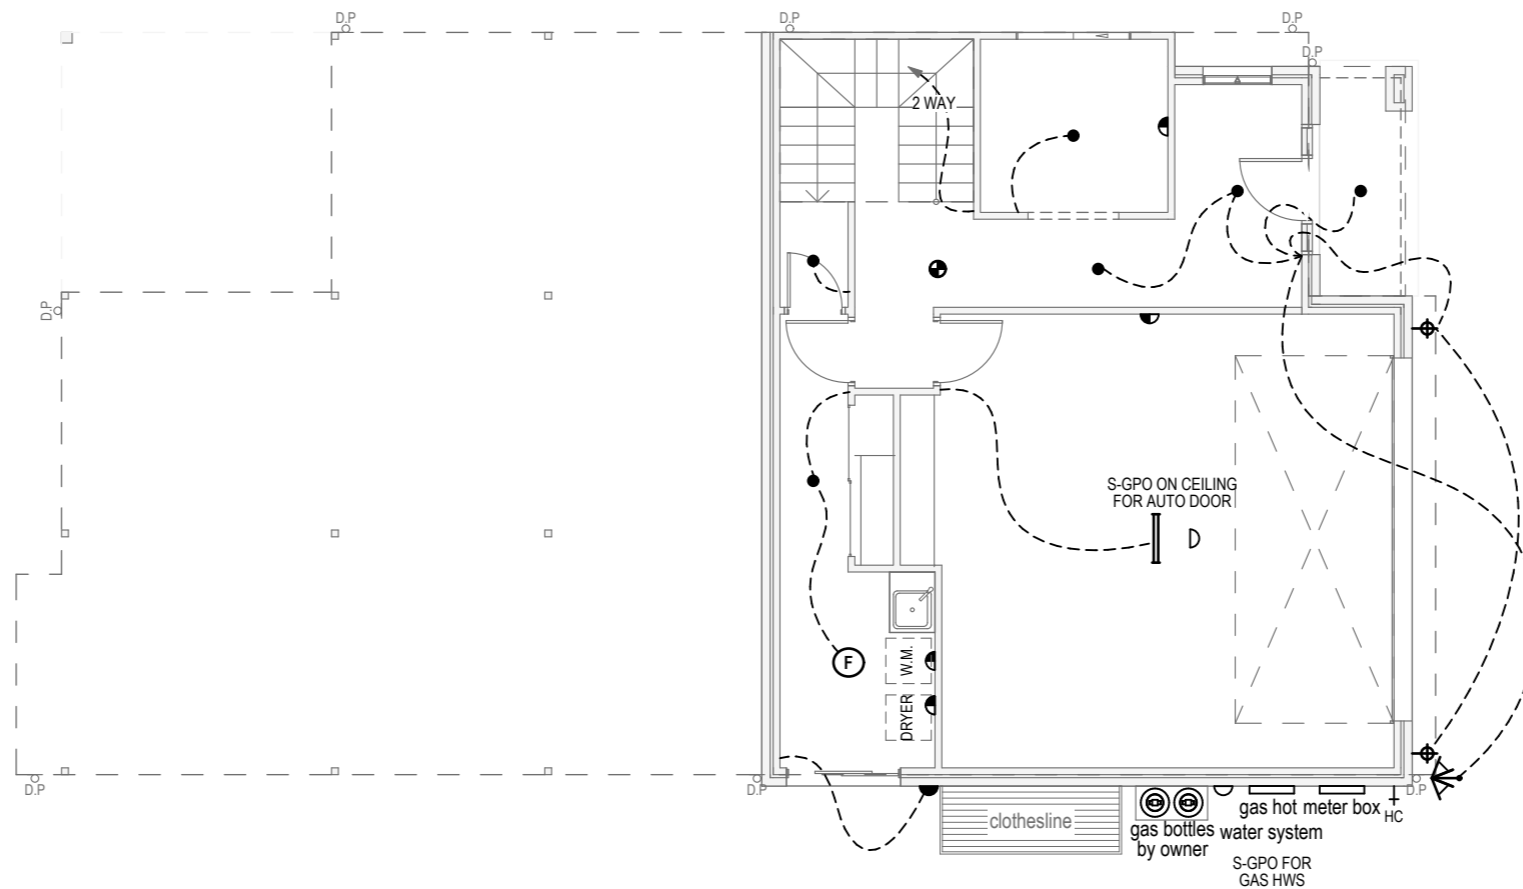 D.P
D.P
D.P
D.P
2 WAY
D.P
S-GPO ON CEILING
FOR AUTO DOOR
F
W.M.
DRYER
D.P
D.P
D.P
clothesline
gas bottles
by owner
gas hot
water system
meter box
HC
S-GPO FOR
GAS HWS